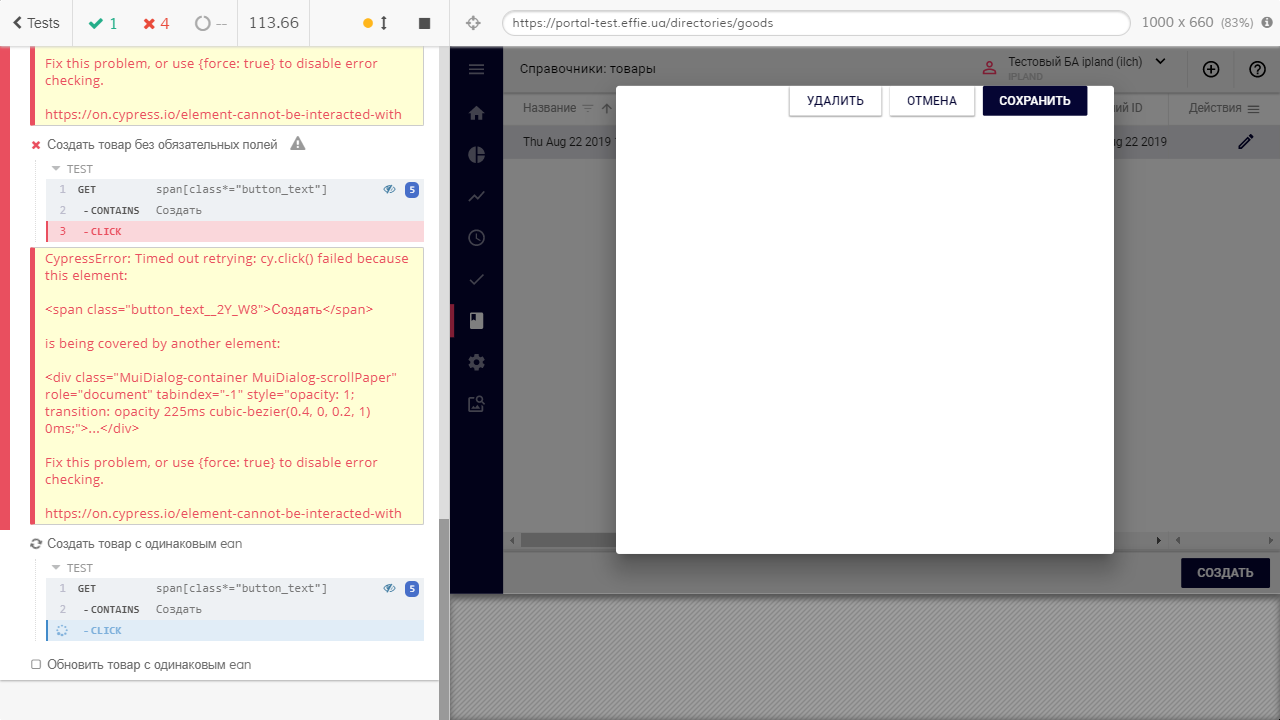 Tests
1
4
--
113.66
https://portal-test.effie.ua/directories/goods
1000 x 660 (83%)
Fix this problem, or use {force: true} to disable error
checking.
https://on.cypress.io/element-cannot-be-interacted-with
Создать товар без обязательных полей
TEST
1 GET span[class*="button_text"] 5
2 - CONTAINS Создать
3 - CLICK
CypressError: Timed out retrying: cy.click() failed because
this element:
<span class="button_text__2Y_W8">Создать</span>
is being covered by another element:
<div class="MuiDialog-container MuiDialog-scrollPaper"
role="document" tabindex="-1" style="opacity: 1;
transition: opacity 225ms cubic-bezier(0.4, 0, 0.2, 1)
0ms;">...</div>
Fix this problem, or use {force: true} to disable error
checking.
https://on.cypress.io/element-cannot-be-interacted-with
Создать товар с одинаковым ean
TEST
1 GET span[class*="button_text"] 5
2 - CONTAINS Создать
- CLICK
Обновить товар с одинаковым ean
Справочники: товары
Тестовый БА ipland (ilch)
IPLAND
Название
ID
Действия
Thu Aug 22 2019
22 2019
УДАЛИТЬ
ОТМЕНА
СОХРАНИТЬ
СОЗДАТЬ